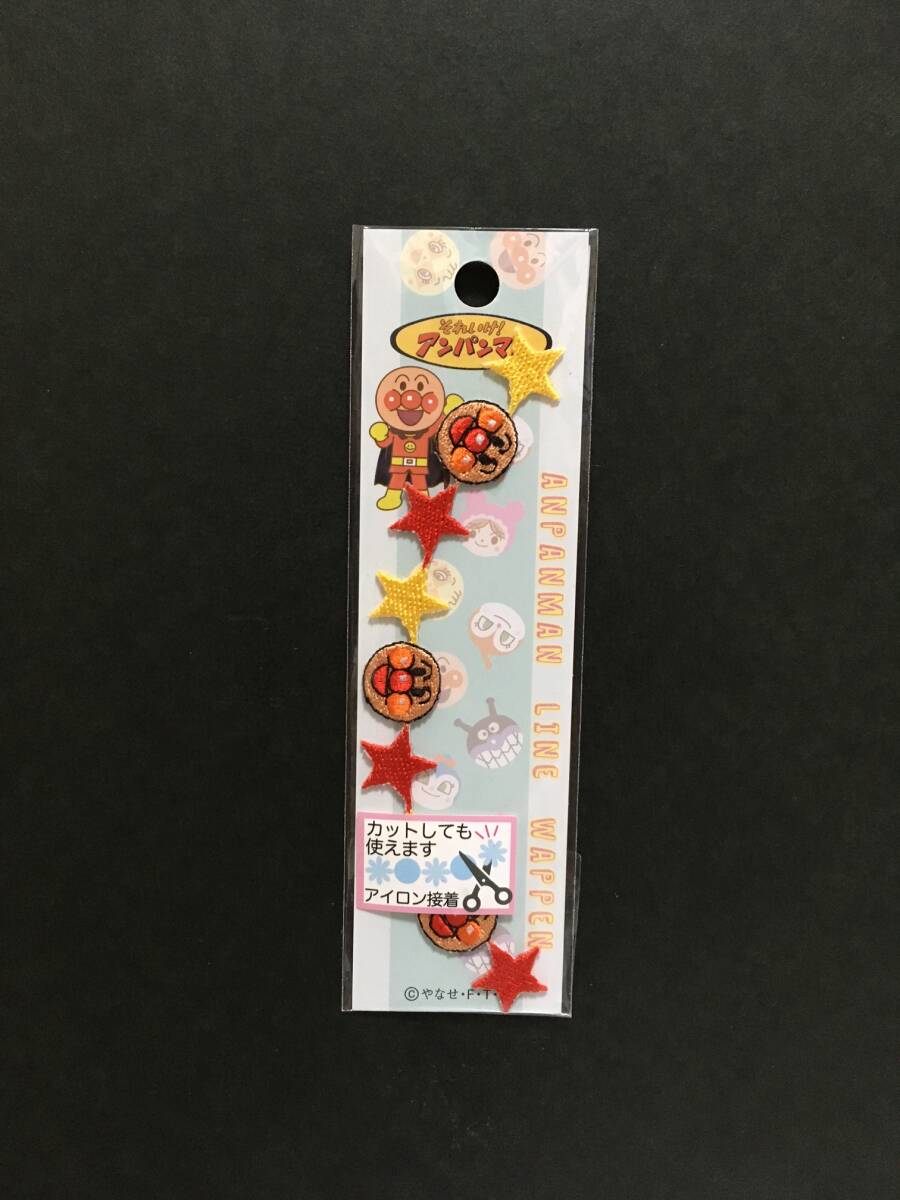 それいけ!
アンパンマ
ANPANMAN LINE WAPPEN
カットしても
使えます
アイロン接着
©やなせ・F・T・